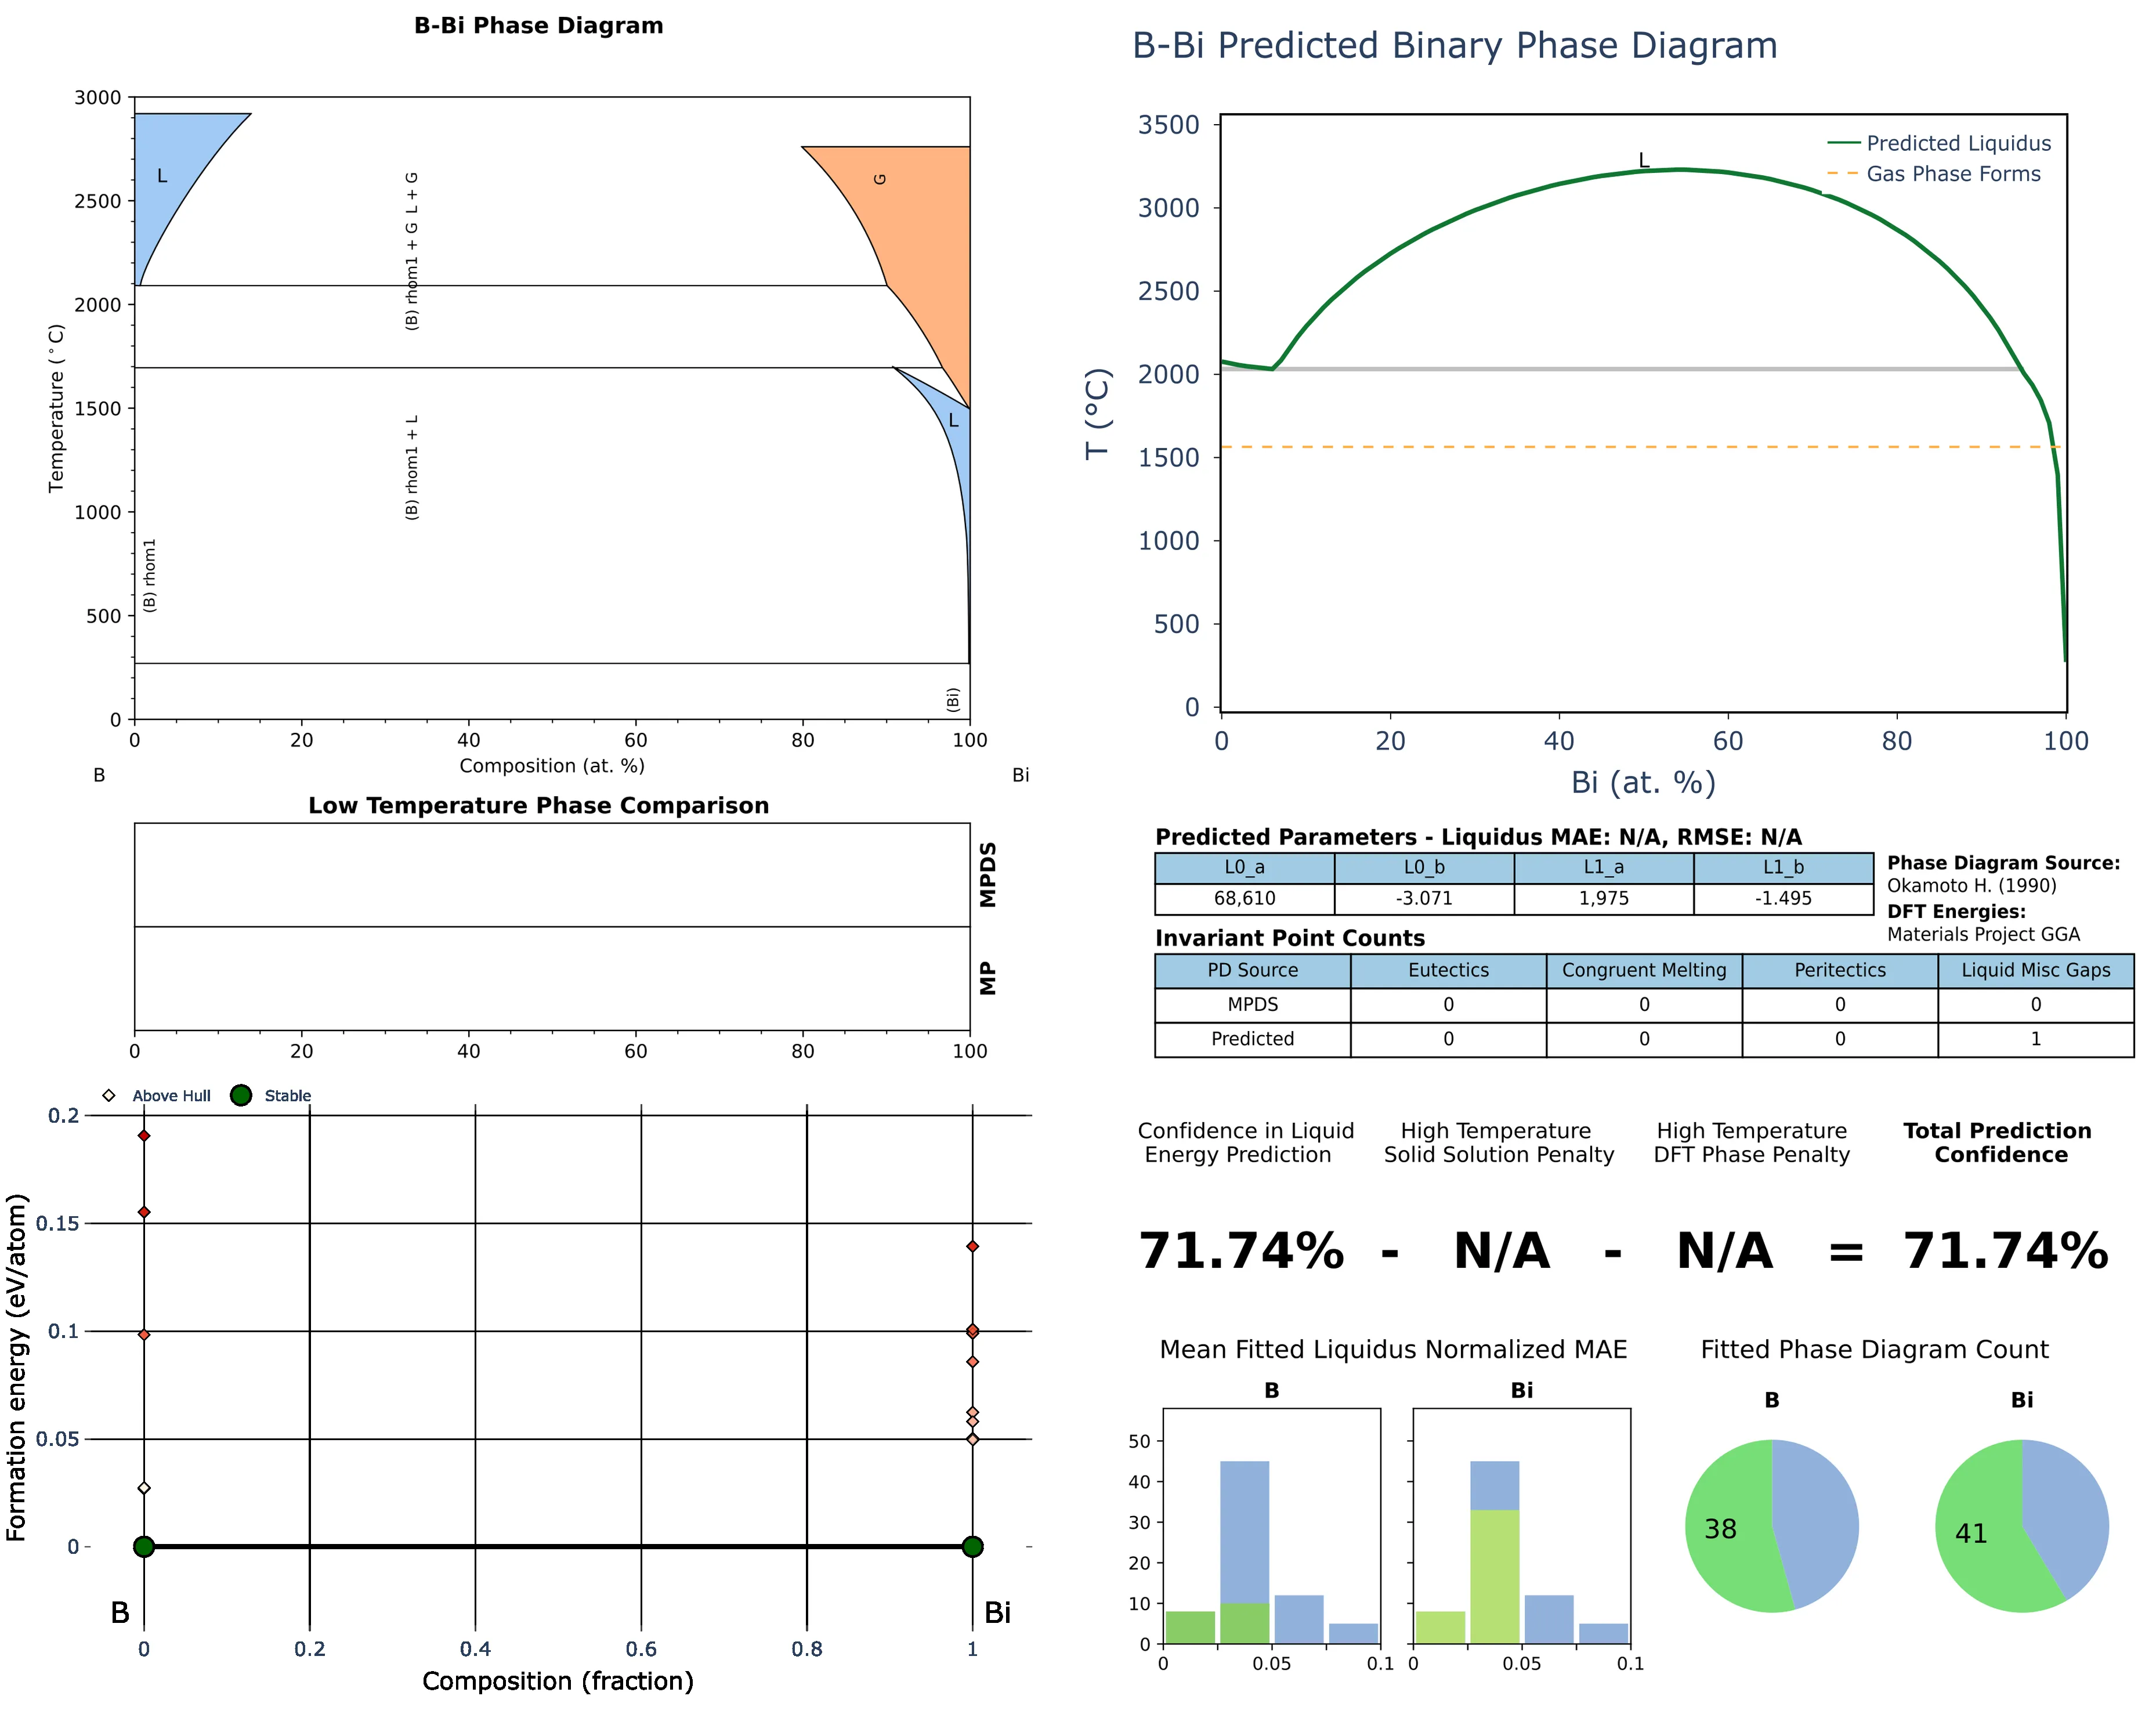 B-Bi Phase Diagram
3000
2500
2000
1500
1000
500
0
Temperature (°C)
L
(B) rhom1 + G L + G
G
(B) rhom1 + L
L
(B) rhom1
(Bi)
0 20 40 60 80 100
Composition (at. %)
B Bi
Low Temperature Phase Comparison
MPDS
MP
0 20 40 60 80 100
Above Hull Stable
0.2
0.15
0.1
0.05
0
Formation energy (eV/atom)
B Bi
0 0.2 0.4 0.6 0.8 1
Composition (fraction)
B-Bi Predicted Binary Phase Diagram
3500
3000
2500
2000
1500
1000
500
0
T (°C)
L
Predicted Liquidus
Gas Phase Forms
0 20 40 60 80 100
Bi (at. %)
Predicted Parameters - Liquidus MAE: N/A, RMSE: N/A
L0_a L0_b L1_a L1_b
68,610 -3.071 1,975 -1.495
Phase Diagram Source:
Okamoto H. (1990)
DFT Energies:
Materials Project GGA
Invariant Point Counts
PD Source Eutectics Congruent Melting Peritectics Liquid Misc Gaps
MPDS 0 0 0 0
Predicted 0 0 0 1
Confidence in Liquid
Energy Prediction
High Temperature
Solid Solution Penalty
High Temperature
DFT Phase Penalty
Total Prediction
Confidence
71.74% - N/A - N/A = 71.74%
Mean Fitted Liquidus Normalized MAE
B Bi
50
40
30
20
10
0
0 0.05 0.1
0 0.05 0.1
Fitted Phase Diagram Count
B Bi
38 41